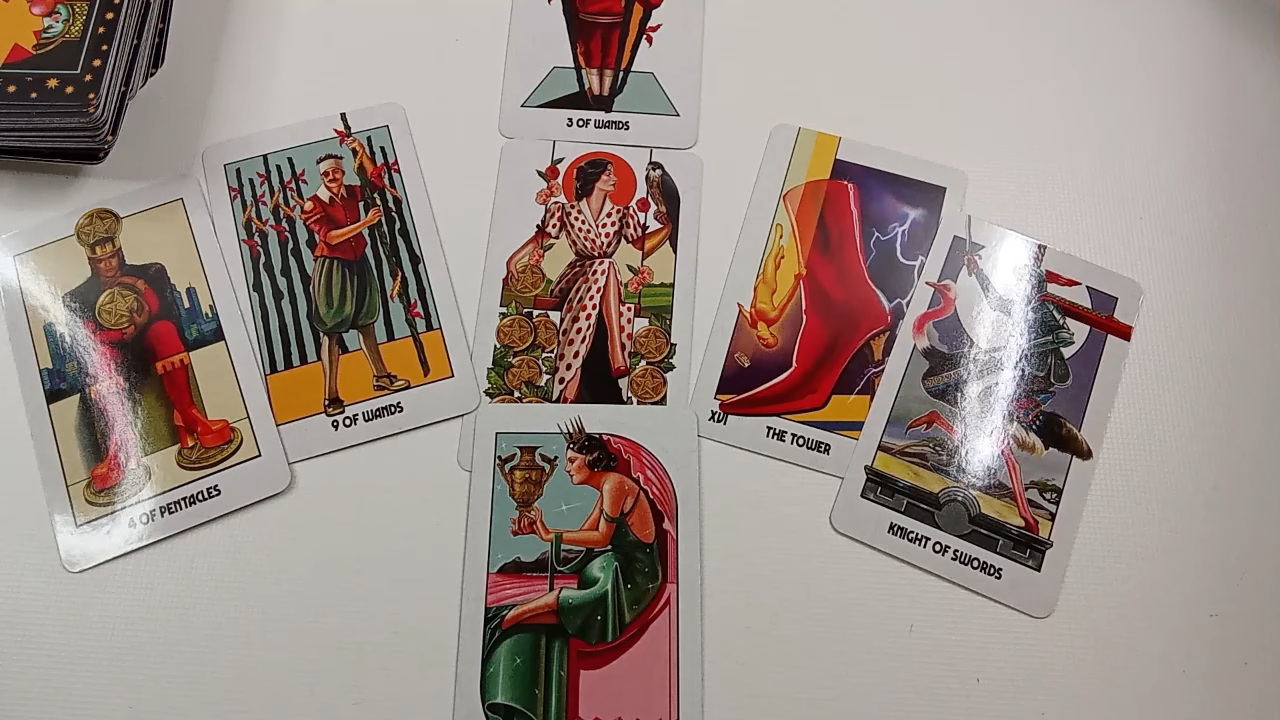 3 OF WANDS
9 OF WANDS
4 OF PENTACLES
XVI THE TOWER
KNIGHT OF SWORDS